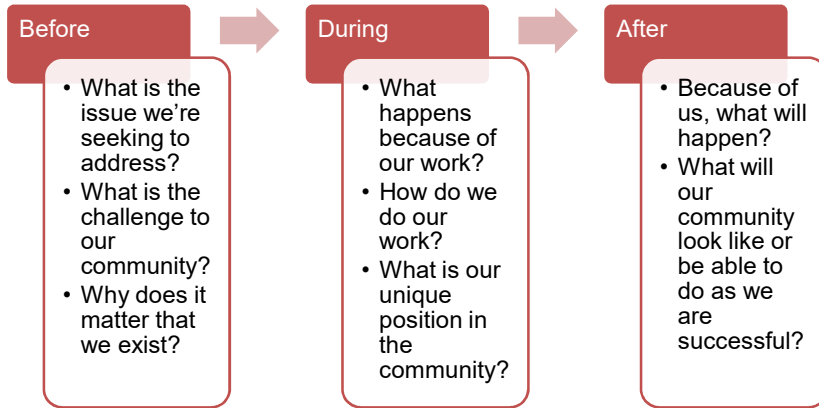 Before
• What is the
issue we're
seeking to
address?
• What is the
challenge to
our
community?
• Why does it
matter that
we exist?
During
• What
happens
because of
our work?
• How do we
do our
work?
• What is our
unique
position in
the
community?
After
• Because of
us, what will
happen?
• What will
our
community
look like or
be able to
do as we
are
successful?